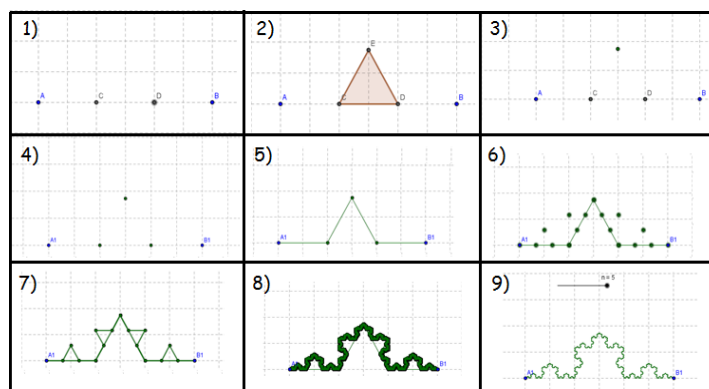 1)
A C D B
2)
E
A C D B
3)
A C D B
4)
A1 B1
5)
A1 B1
6)
A1 B1
7)
A1 B1
8)
A1 B1
9)
n = 5
A1 B1